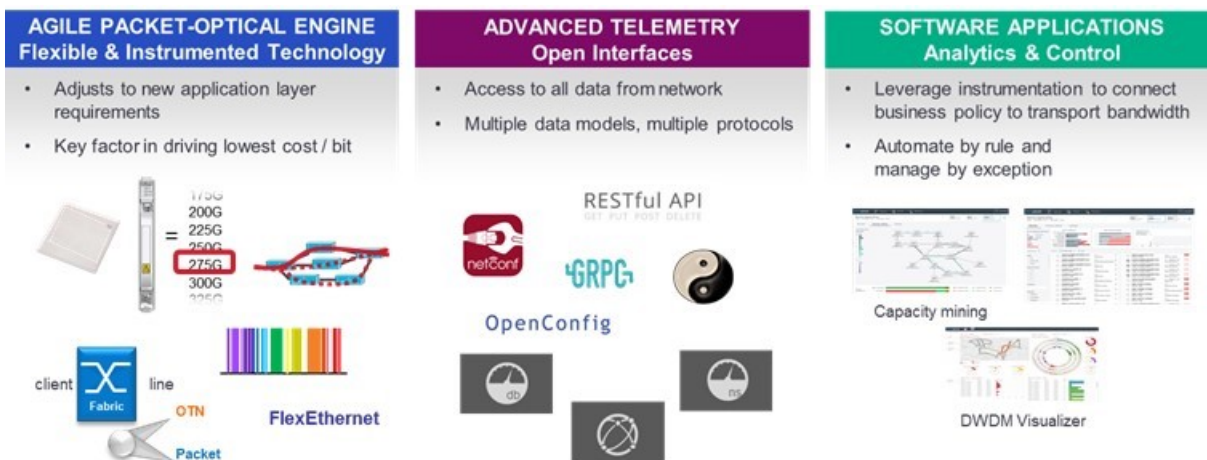 AGILE PACKET-OPTICAL ENGINE
Flexible & Instrumented Technology
• Adjusts to new application layer
requirements
• Key factor in driving lowest cost / bit
175G
200G
225G
=
250G
275G
300G
325G
client
line
Fabric
OTN
Packet
FlexEthernet
ADVANCED TELEMETRY
Open Interfaces
• Access to all data from network
• Multiple data models, multiple protocols
RESTful API
GET PUT POST DELETE
netconf
GRPC
OpenConfig
db
ns
SOFTWARE APPLICATIONS
Analytics & Control
• Leverage instrumentation to connect
business policy to transport bandwidth
• Automate by rule and
manage by exception
Capacity mining
DWDM Visualizer